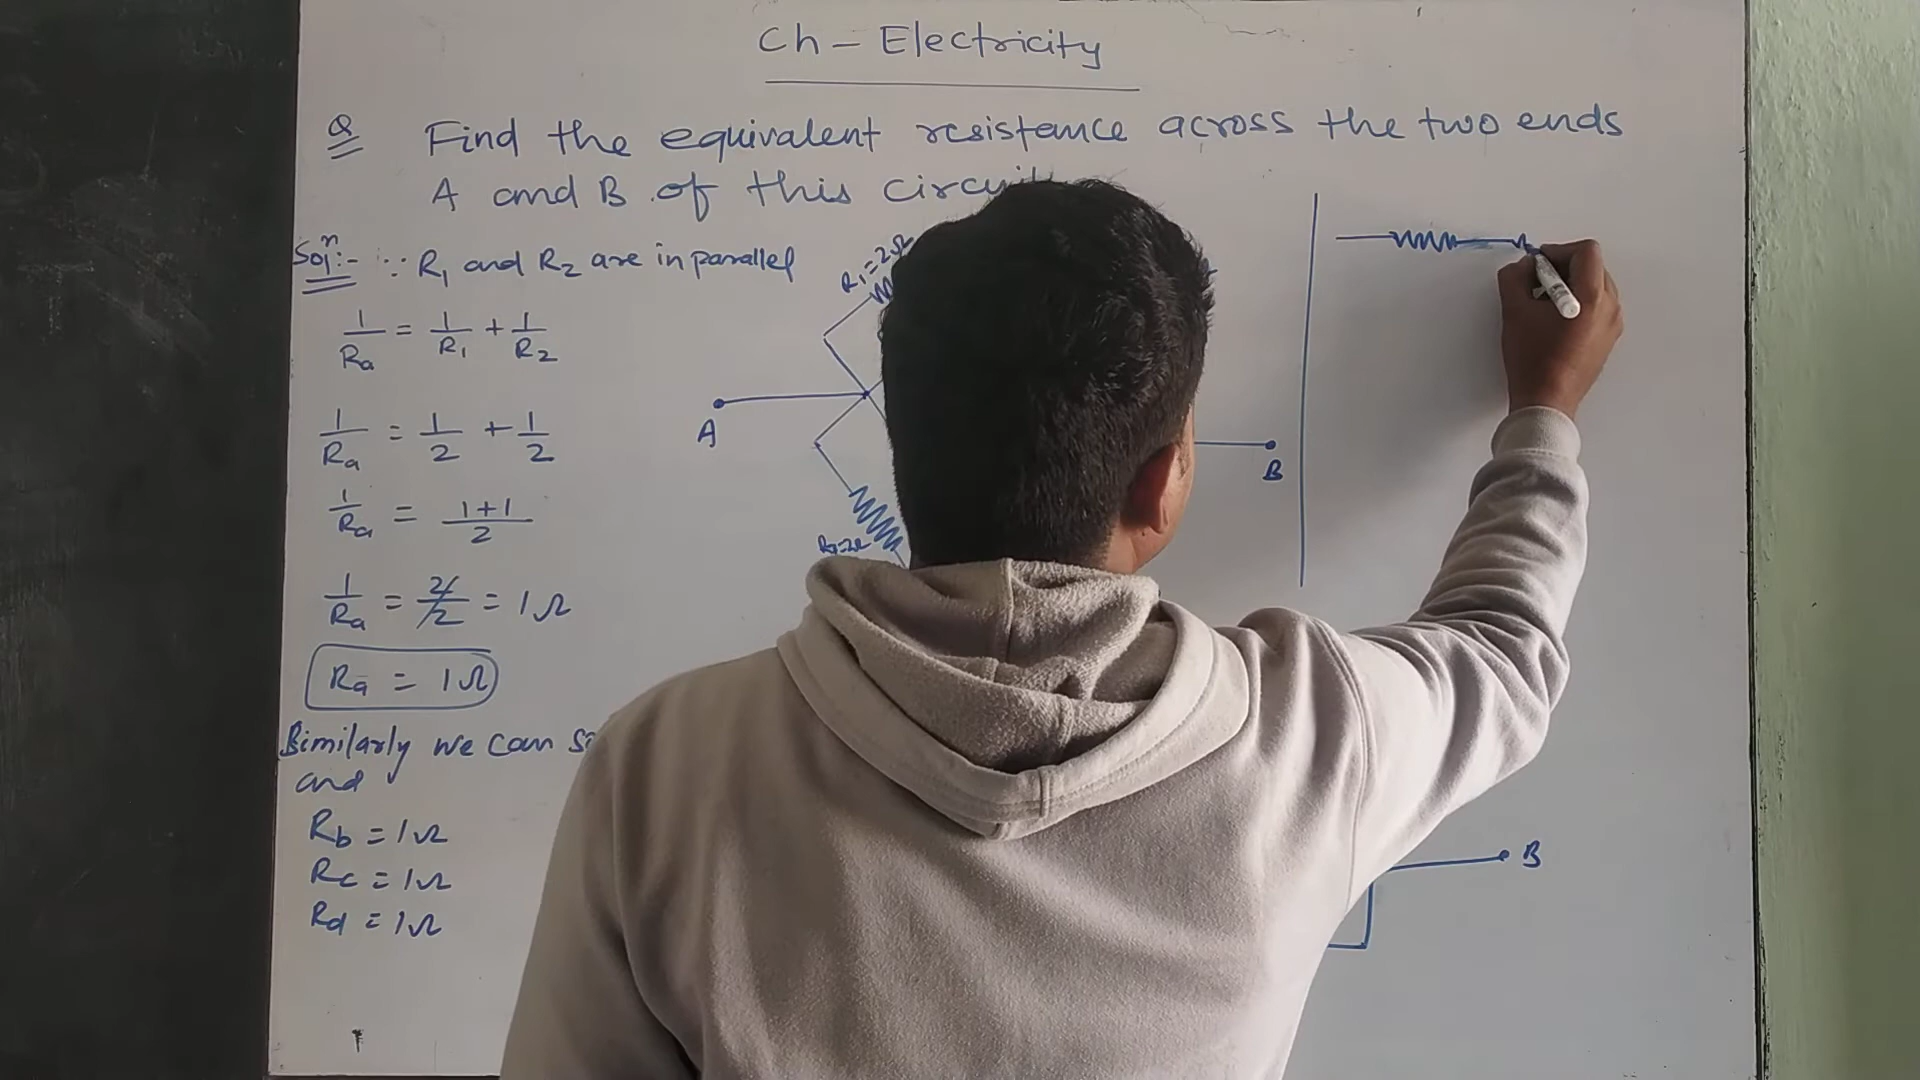 Ch - Electricity
Q Find the equivalent resistance across the two ends
A and B of this
Solⁿ:- ∵ R₁ and R₂ are in parallel
1/Ra = 1/R₁ + 1/R₂
1/Ra = 1/2 + 1/2
1/Ra = 1+1/2
1/Ra = 2/2 = 1Ω
Ra = 1Ω
Similarly we can
and
Rb = 1Ω
Rc = 1Ω
Rd = 1Ω
R₁=2Ω
A
B
B